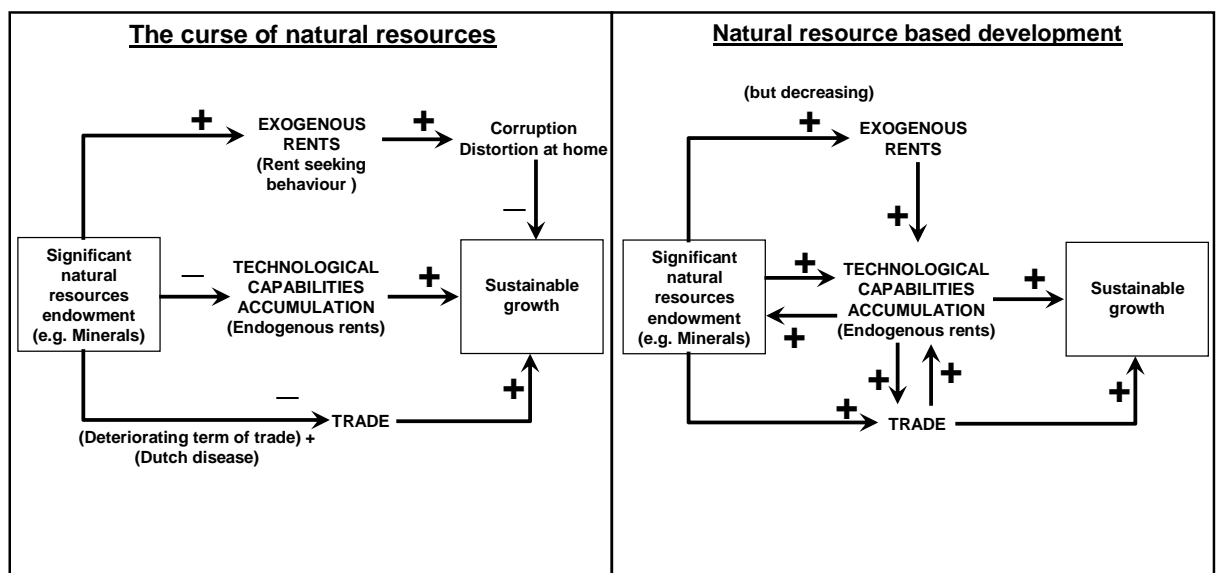 The curse of natural resources
+
EXOGENOUS
RENTS
(Rent seeking
behaviour )
+
Corruption
Distortion at home
—
Significant
natural
resources
endowment
(e.g. Minerals)
—
TECHNOLOGICAL
CAPABILITIES
ACCUMULATION
(Endogenous rents)
+
Sustainable
growth
—
TRADE
+
(Deteriorating term of trade) +
(Dutch disease)
Natural resource based development
(but decreasing)
+
EXOGENOUS
RENTS
+
Significant
natural
resources
endowment
(e.g. Minerals)
+
+
TECHNOLOGICAL
CAPABILITIES
ACCUMULATION
(Endogenous rents)
+
Sustainable
growth
+
+
+
TRADE
+